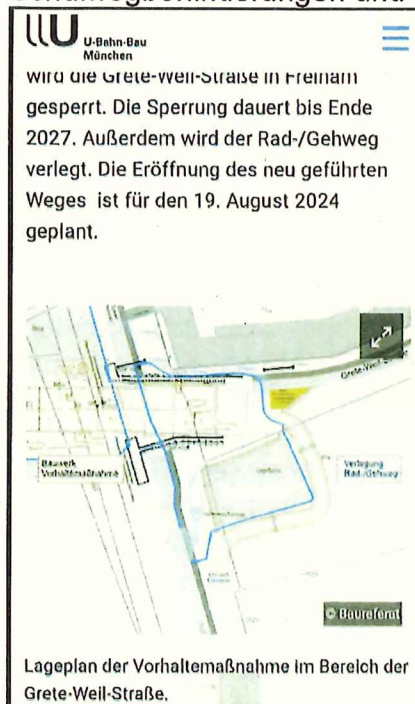 U-Bahn-Bau
München
wird die Grete-Weil-Straße in Freiham
gesperrt. Die Sperrung dauert bis Ende
2027. Außerdem wird der Rad-/Gehweg
verlegt. Die Eröffnung des neu geführten
Weges ist für den 19. August 2024
geplant.
Grete-Weil
Bauwerk
Vorhaltemaßnahme
Verlegung
Rad-/Gehweg
© Baureferat
Lageplan der Vorhaltemaßnahme im Bereich der
Grete-Weil-Straße.